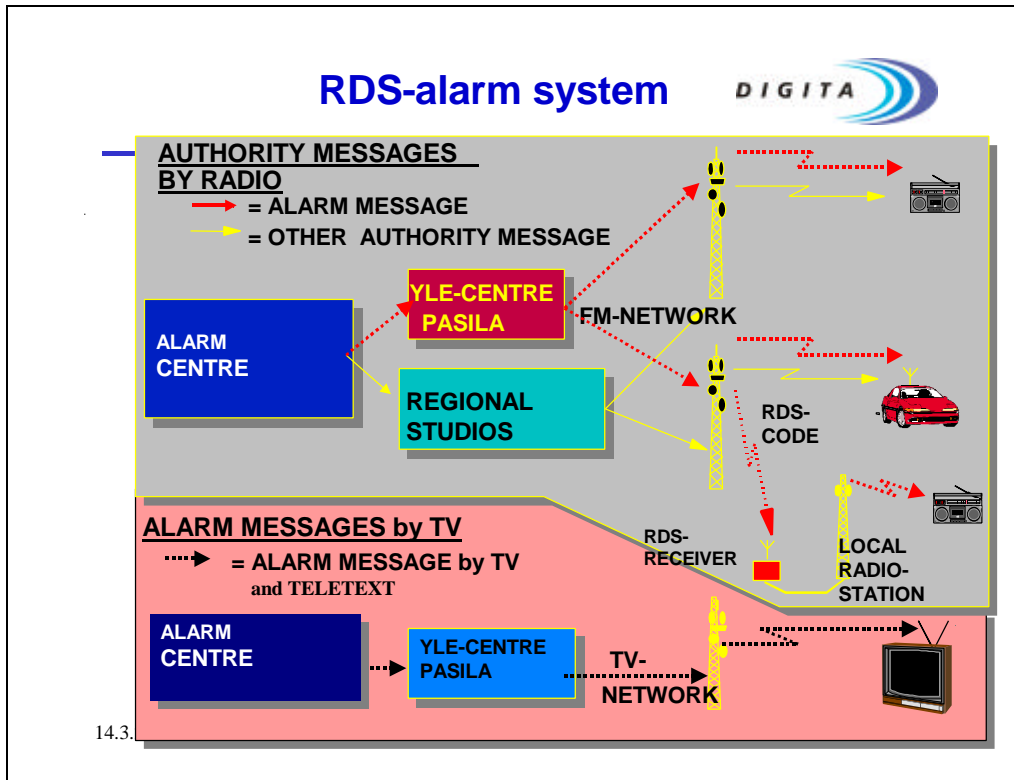 RDS-alarm system
DIGITA
AUTHORITY MESSAGES
BY RADIO
= ALARM MESSAGE
= OTHER AUTHORITY MESSAGE
YLE-CENTRE
PASILA
FM-NETWORK
ALARM
CENTRE
REGIONAL
STUDIOS
RDS-
CODE
ALARM MESSAGES by TV
= ALARM MESSAGE by TV
and TELETEXT
RDS-
RECEIVER
LOCAL
RADIO-
STATION
ALARM
CENTRE
YLE-CENTRE
PASILA
TV-
NETWORK
14.3.